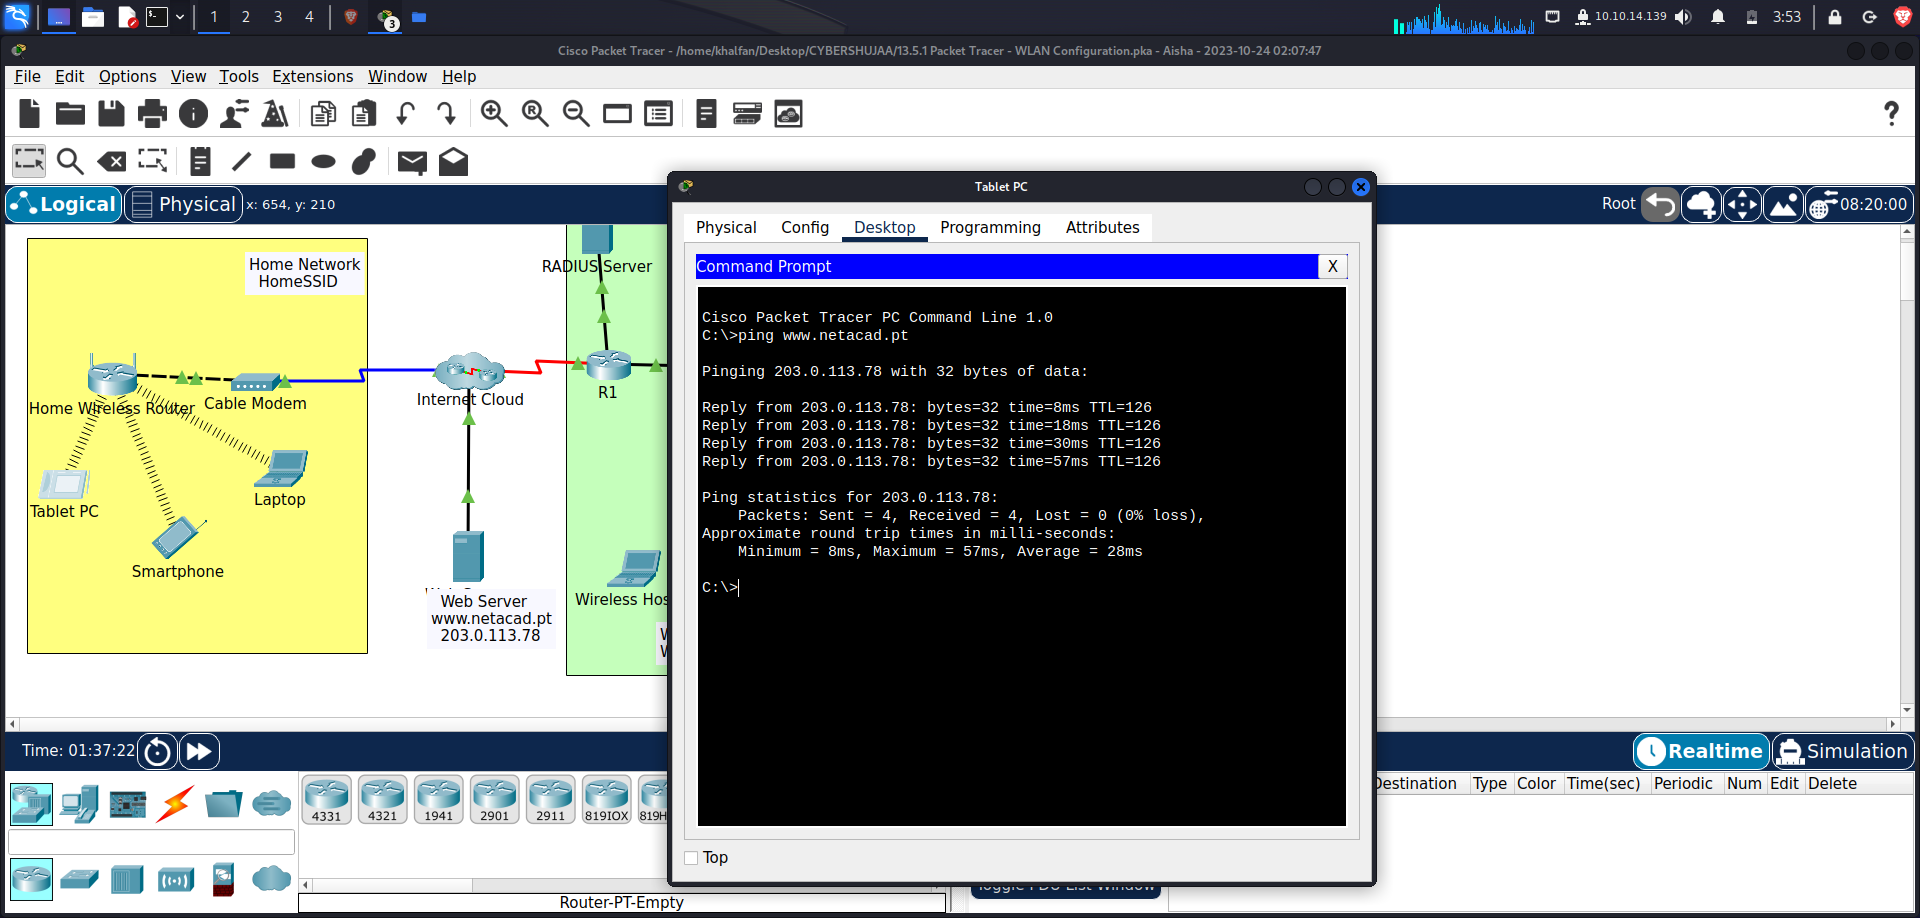 1 2 3 4
3
10.10.14.139
3:53
Cisco Packet Tracer - /home/khalfan/Desktop/CYBERSHUJAA/13.5.1 Packet Tracer - WLAN Configuration.pka - Aisha - 2023-10-24 02:07:47
File Edit Options View Tools Extensions Window Help
Logical Physical x: 654, y: 210
Root 08:20:00
Home Network
HomeSSID
Home Wireless Router
Cable Modem
Tablet PC
Smartphone
Laptop
Internet Cloud
Web Server
www.netacad.pt
203.0.113.78
RADIUS Server
R1
Wireless Hos
Tablet PC
Physical Config Desktop Programming Attributes
Command Prompt X
Cisco Packet Tracer PC Command Line 1.0
C:\>ping www.netacad.pt
Pinging 203.0.113.78 with 32 bytes of data:
Reply from 203.0.113.78: bytes=32 time=8ms TTL=126
Reply from 203.0.113.78: bytes=32 time=18ms TTL=126
Reply from 203.0.113.78: bytes=32 time=30ms TTL=126
Reply from 203.0.113.78: bytes=32 time=57ms TTL=126
Ping statistics for 203.0.113.78:
Packets: Sent = 4, Received = 4, Lost = 0 (0% loss),
Approximate round trip times in milli-seconds:
Minimum = 8ms, Maximum = 57ms, Average = 28ms
C:\>
Top
Time: 01:37:22
Realtime Simulation
4331 4321 1941 2901 2911 819IOX 819H
Router-PT-Empty
Destination Type Color Time(sec) Periodic Num Edit Delete
Toggle PDU List Window